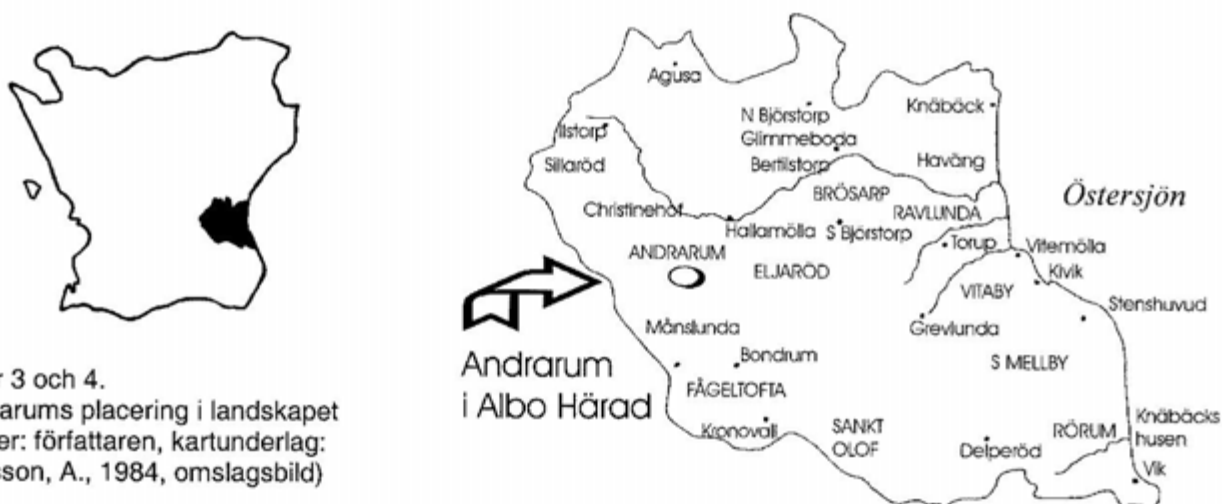 r 3 och 4.
arums placering i landskapet
er: författaren, kartunderlag:
sson, A., 1984, omslagsbild)
Andrarum
i Albo Härad
Agusa
N Björstorp
Knäbäck
Ilstorp
Glimmeboda
Sillaröd
Bertilstorp
Haväng
BRÖSARP
Östersjön
Christinehof
RAVLUNDA
Hallamölla
S Björstorp
ANDRARUM
Torup
Vitemölla
ELJARÖD
Kivik
VITABY
Stenshuvud
Månslunda
Grevlunda
Bondrum
S MELLBY
FÅGELTOFTA
Kronovall
SANKT
OLOF
RÖRUM
Knäbäcks
husen
Delperöd
Vik